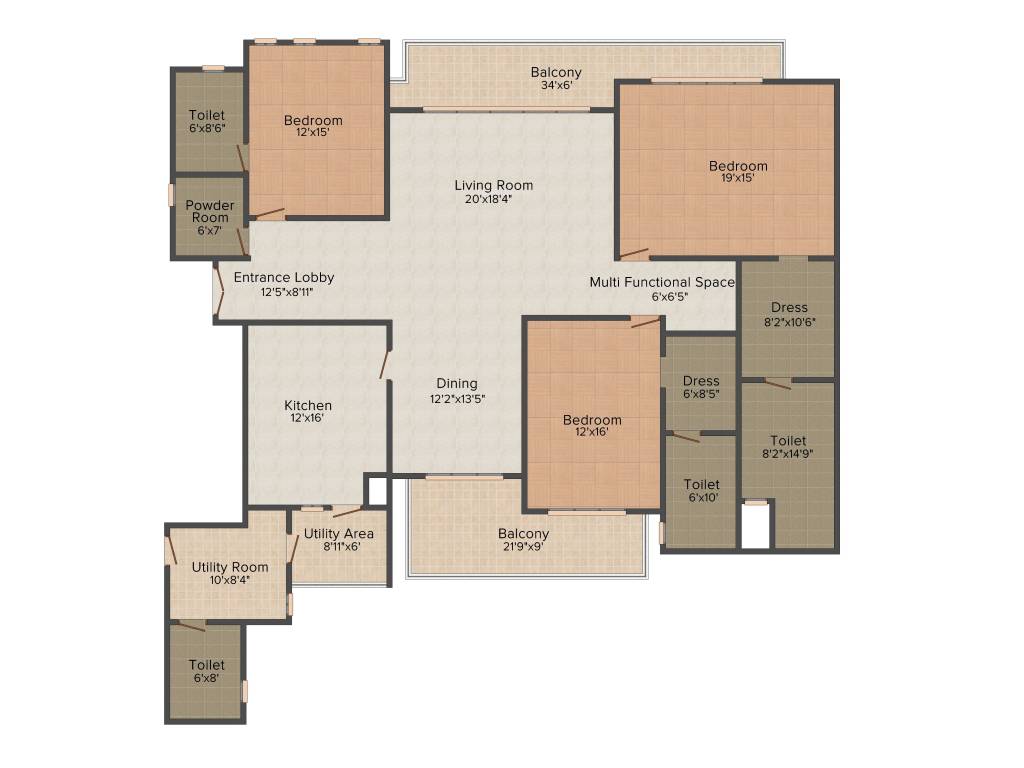 Balcony
34'x6'
Toilet
6'x8'6"
Bedroom
12'x15'
Bedroom
19'x15'
Living Room
20'x18'4"
Powder
Room
6'x7'
Entrance Lobby
12'5"x8'11"
Multi Functional Space
6'x6'5"
Dress
8'2"x10'6"
Dining
12'2"x13'5"
Dress
6'x8'5"
Kitchen
12'x16'
Bedroom
12'x16'
Toilet
8'2"x14'9"
Toilet
6'x10'
Utility Area
8'11"x6'
Balcony
21'9"x9'
Utility Room
10'x8'4"
Toilet
6'x8'